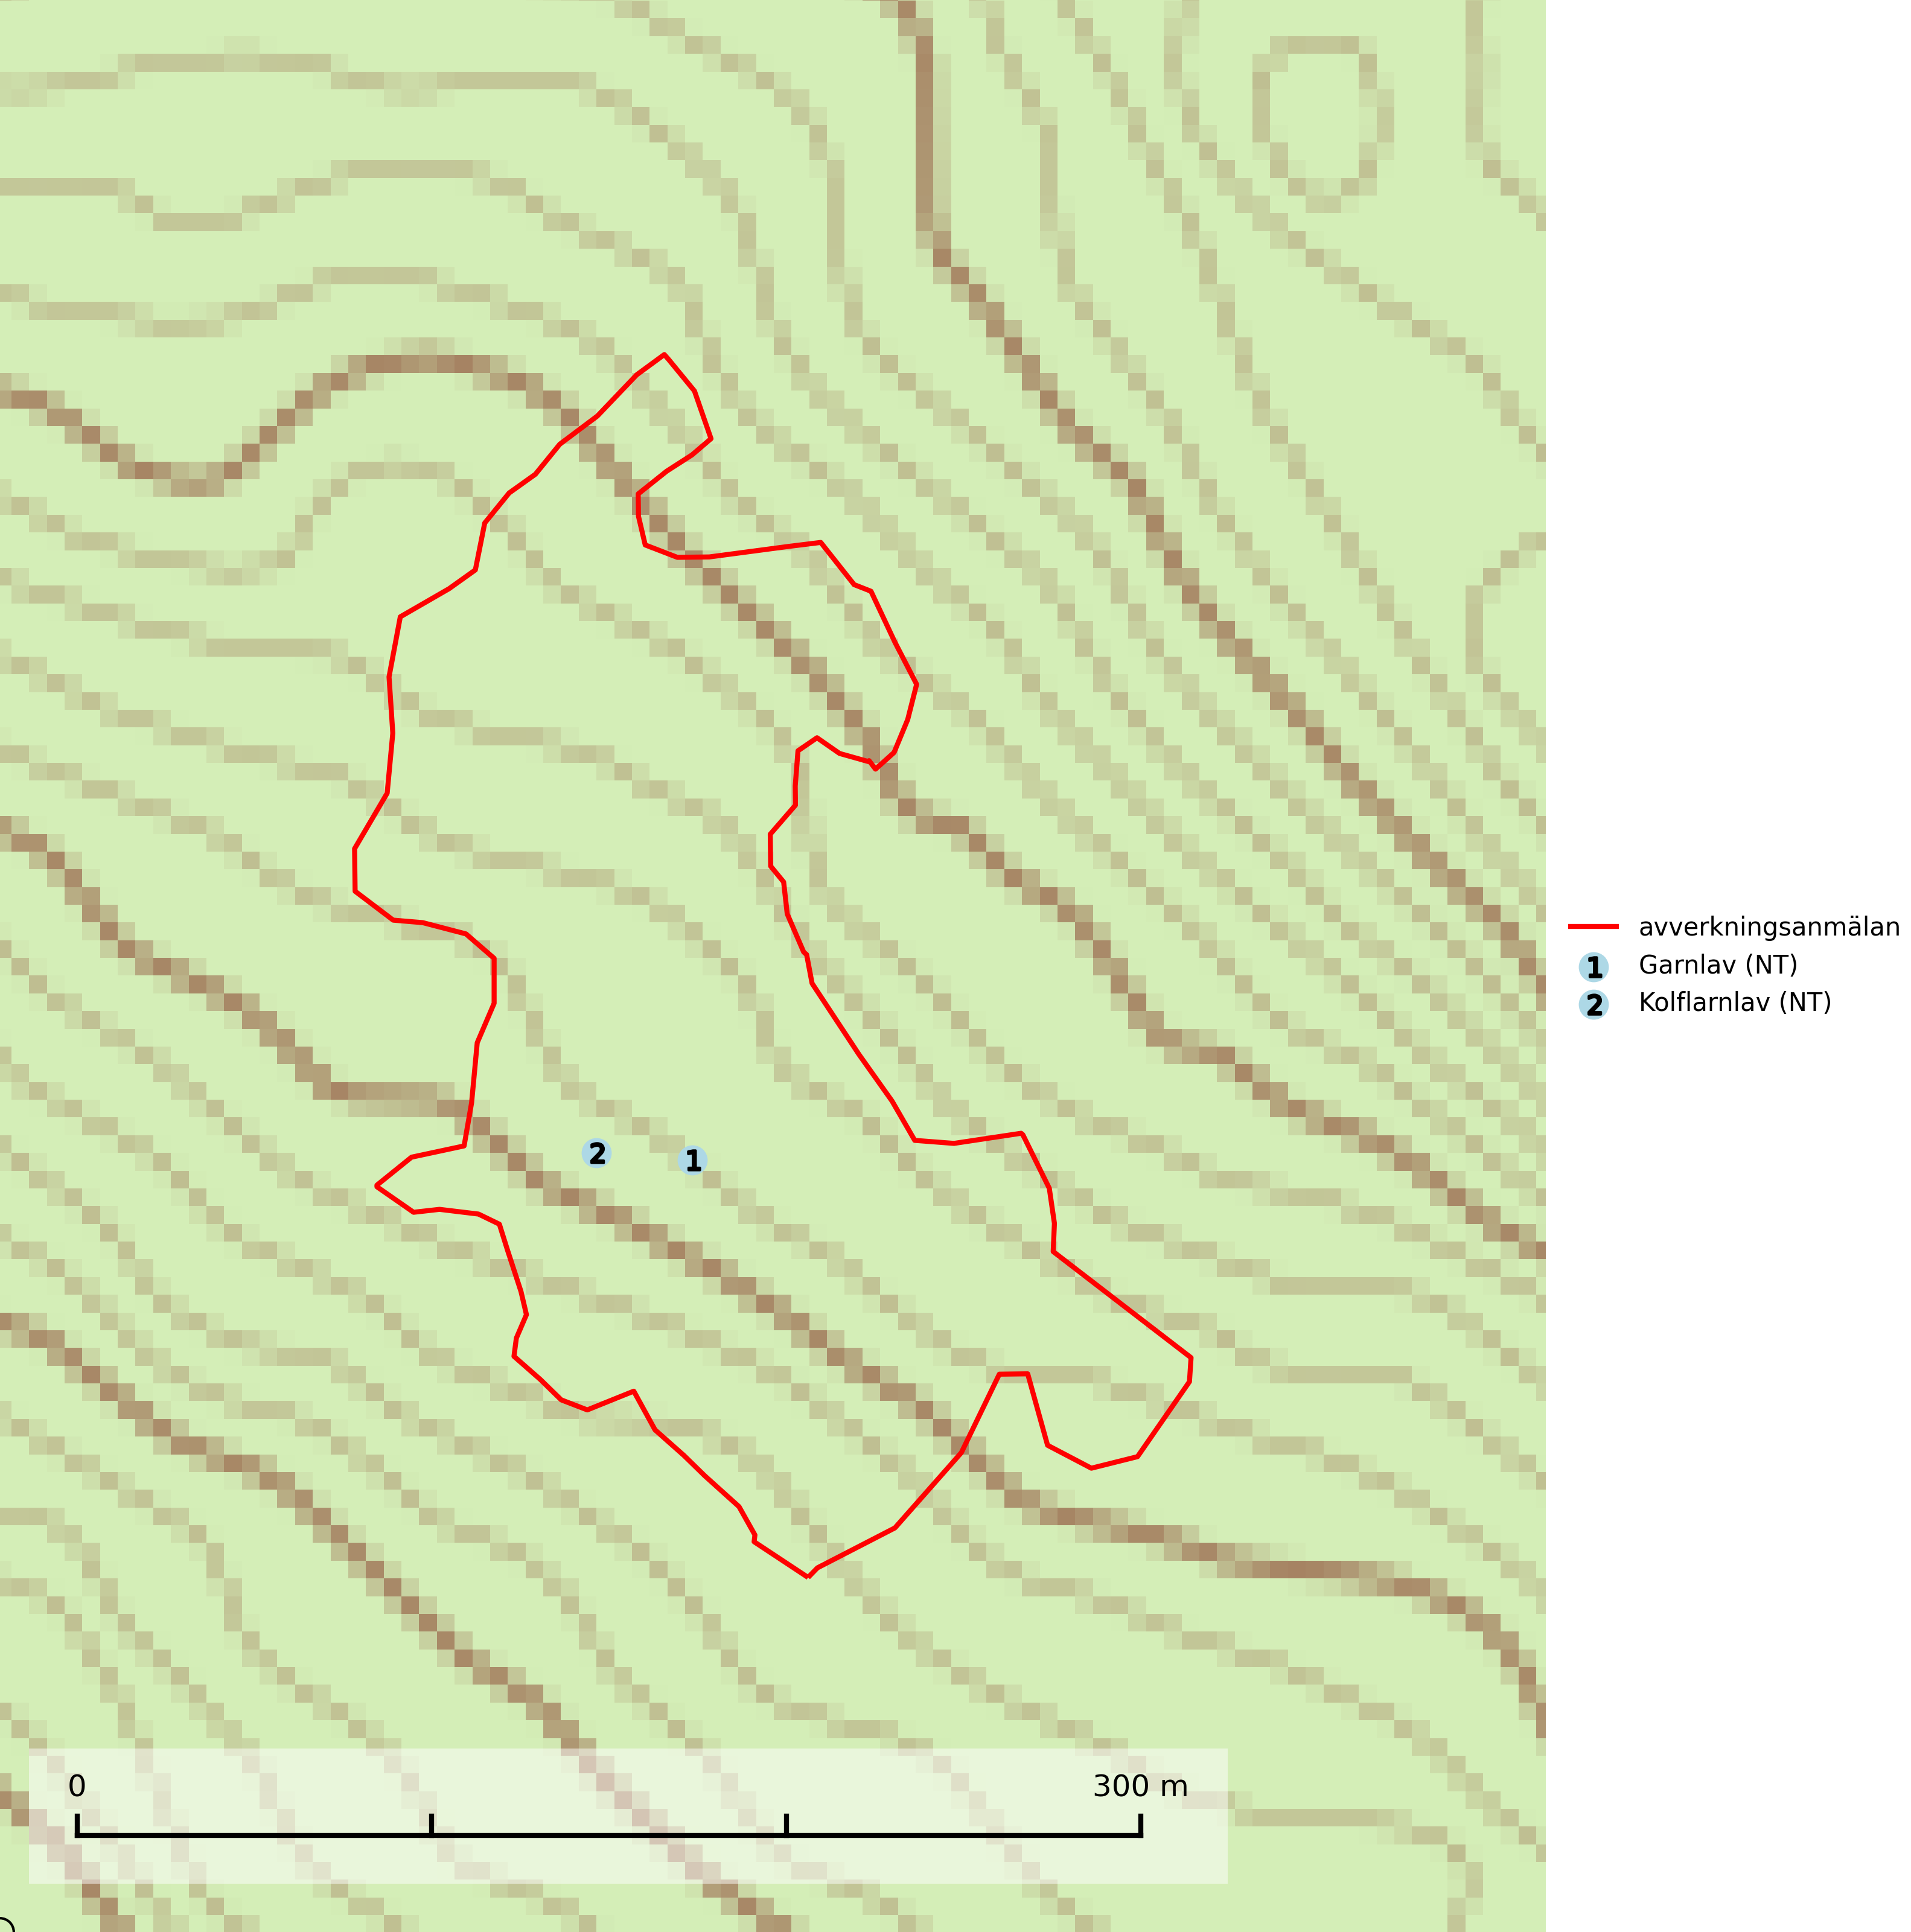 avverkningsanmälan
1 Garnlav (NT)
2 Kolflarnlav (NT)
2
1
0 300 m